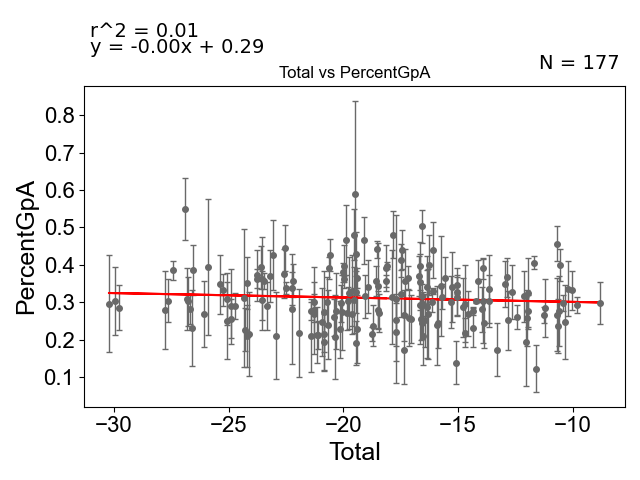 r^2 = 0.01
y = -0.00x + 0.29
N = 177
Total vs PercentGpA
PercentGpA
0.8
0.7
0.6
0.5
0.4
0.3
0.2
0.1
−30
−25
−20
−15
−10
Total